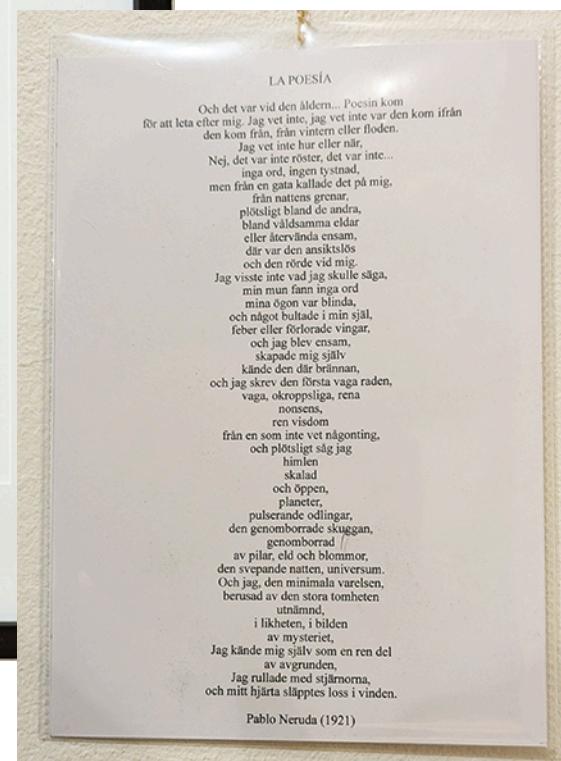 LA POESÍA
Och det var vid den åldern... Poesin kom
för att leta efter mig. Jag vet inte, jag vet inte var den kom ifrån
den kom från, från vintern eller floden.
Jag vet inte hur eller när,
Nej, det var inte röster, det var inte...
inga ord, ingen tystnad,
men från en gata kallade det på mig,
från nattens grenar,
plötsligt bland de andra,
bland våldsamma eldar
eller återvända ensam,
där var den ansiktslös
och den rörde vid mig.
Jag visste inte vad jag skulle säga,
min mun fann inga ord
mina ögon var blinda,
och något bultade i min själ,
feber eller förlorade vingar,
och jag blev ensam,
skapade mig själv
kände den där brännan,
och jag skrev den första vaga raden,
vaga, okroppsliga, rena
nonsens,
ren visdom
från en som inte vet någonting,
och plötsligt såg jag
himlen
skalad
och öppen,
planeter,
pulserande odlingar,
den genomborrade skuggan,
genomborrad
av pilar, eld och blommor,
den svepande natten, universum.
Och jag, den minimala varelsen,
berusad av den stora tomheten
utnämnd,
i likheten, i bilden
av mysteriet,
Jag kände mig själv som en ren del
av avgrunden,
Jag rullade med stjärnorna,
och mitt hjärta släpptes loss i vinden.
Pablo Neruda (1921)